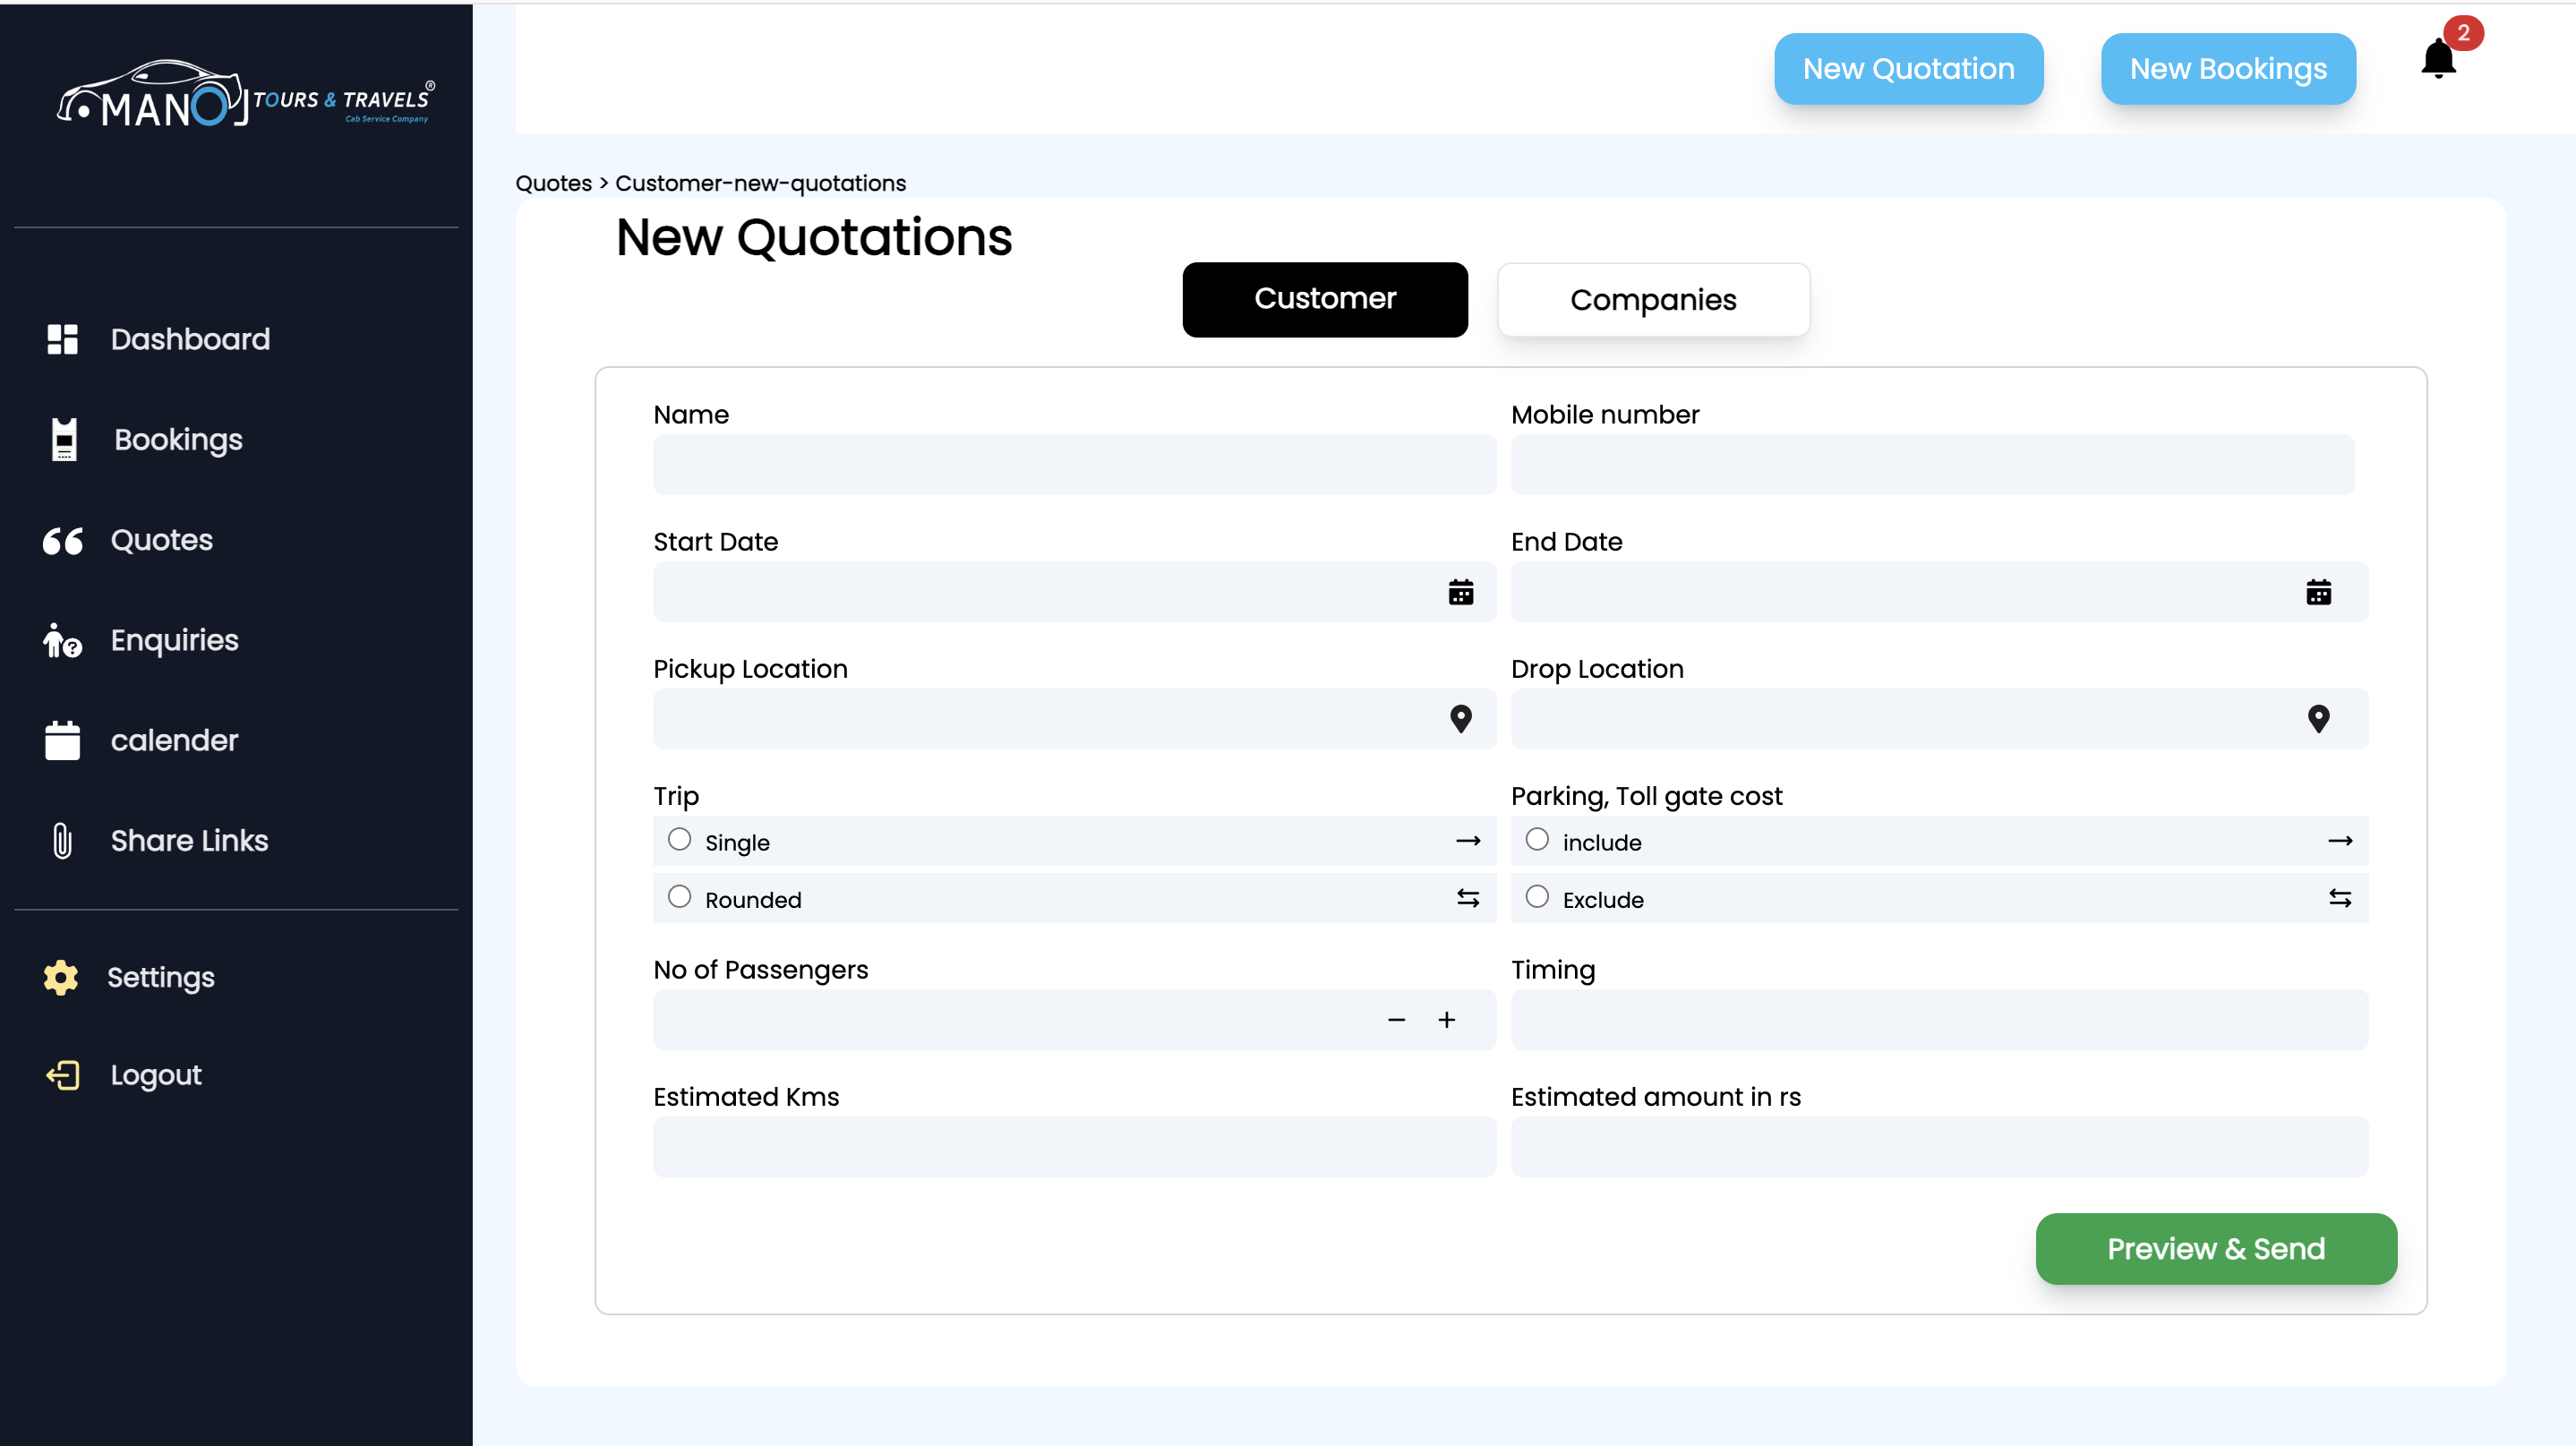 MANOJ TOURS & TRAVELS®
Cab Service Company
Dashboard
Bookings
Quotes
Enquiries
calender
Share Links
Settings
Logout
New Quotation
New Bookings
2
Quotes > Customer-new-quotations
New Quotations
Customer
Companies
Name
Mobile number
Start Date
End Date
Pickup Location
Drop Location
Trip
Single
Rounded
Parking, Toll gate cost
include
Exclude
No of Passengers
− +
Timing
Estimated Kms
Estimated amount in rs
Preview & Send